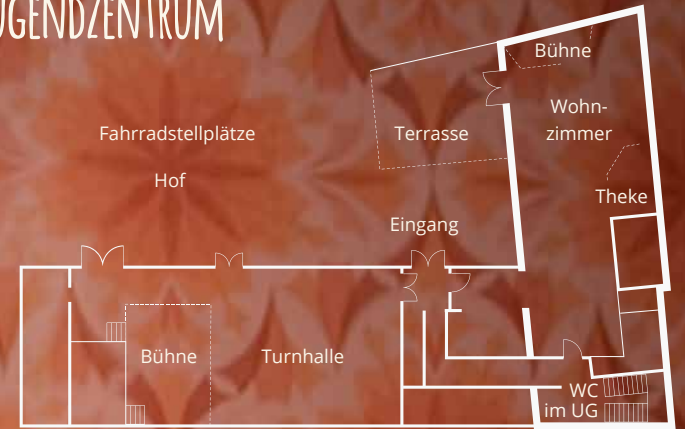 UGENDZENTRUM
Bühne
Wohn-
zimmer
Fahrradstellplätze
Terrasse
Hof
Theke
Eingang
Bühne
Turnhalle
WC
im UG